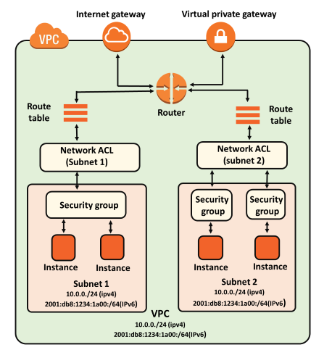 Internet gateway
Virtual private gateway
VPC
Router
Route
table
Route
table
Network ACL
(Subnet 1)
Network ACL
(subnet 2)
Security group
Security
group
Security
group
Instance
Instance
Instance
Instance
Subnet 1
10.0.0./24 (ipv4)
2001:db8:1234:1a00:/64(IPv6)
Subnet 2
10.0.0./24 (ipv4)
2001:db8:1234:1a00:/64(IPv6)
VPC
10.0.0./24 (ipv4)
2001:db8:1234:1a00:/64(IPv6)